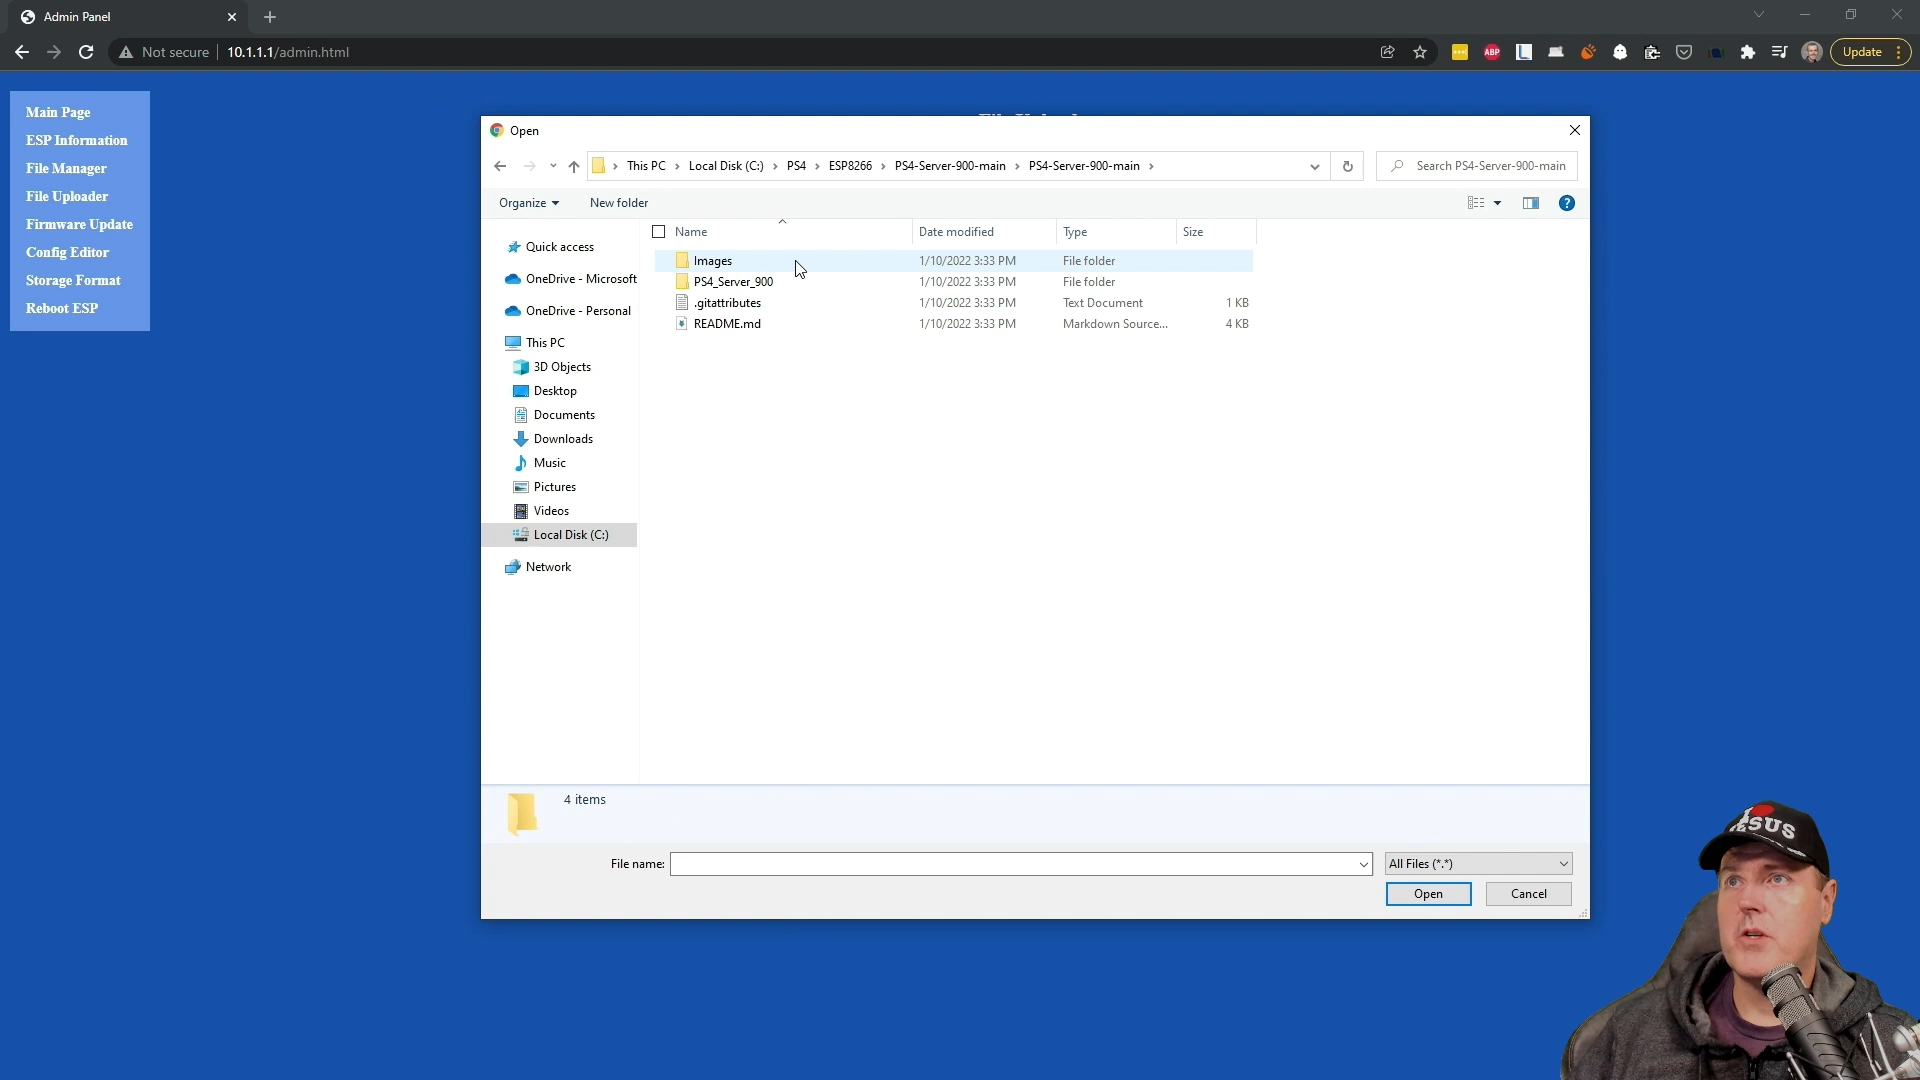 Admin Panel
Not secure
10.1.1.1/admin.html
ABP
L
Update
Main Page
ESP Information
File Manager
File Uploader
Firmware Update
Config Editor
Storage Format
Reboot ESP
Open
This PC
Local Disk (C:)
PS4
ESP8266
PS4-Server-900-main
PS4-Server-900-main
Search PS4-Server-900-main
Organize
New folder
Name
Date modified
Type
Size
Images
1/10/2022 3:33 PM
File folder
PS4_Server_900
1/10/2022 3:33 PM
File folder
.gitattributes
1/10/2022 3:33 PM
Text Document
1 KB
README.md
1/10/2022 3:33 PM
Markdown Source...
4 KB
Quick access
OneDrive - Microsoft
OneDrive - Personal
This PC
3D Objects
Desktop
Documents
Downloads
Music
Pictures
Videos
Local Disk (C:)
Network
4 items
File name:
All Files (*.*)
Open
Cancel